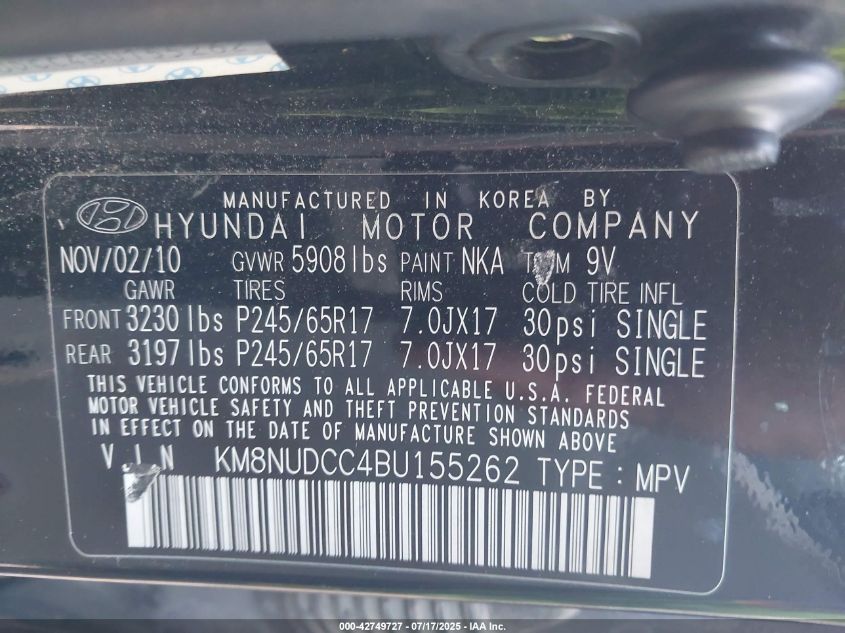 MANUFACTURED IN KOREA BY
HYUNDAI MOTOR COMPANY
NOV/02/10 GVWR 5908lbs PAINT NKA 9V
GAWR TIRES RIMS COLD TIRE INFL
FRONT 3230lbs P245/65R17 7.0JX17 30psi SINGLE
REAR 3197lbs P245/65R17 7.0JX17 30psi SINGLE
THIS VEHICLE CONFORMS TO ALL APPLICABLE U.S.A. FEDERAL
MOTOR VEHICLE SAFETY AND THEFT PREVENTION STANDARDS
IN EFFECT ON THE DATE OF MANUFACTURE SHOWN ABOVE
VIN KM8NUDCC4BU155262 TYPE : MPV
000-42749727 - 07/17/2025 - IAA Inc.